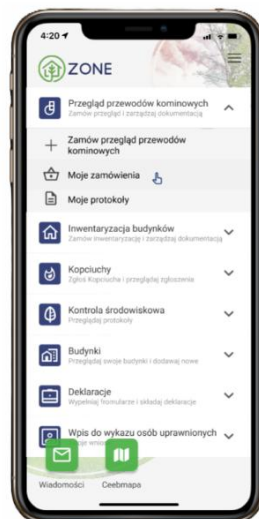 4:20
ZONE
Przegląd przewodów kominowych
Zamów przegląd i zarządzaj dokumentacją
Zamów przegląd przewodów
kominowych
Moje zamówienia
Moje protokoły
Inwentaryzacja budynków
Zamów inwentaryzację i zarządzaj dokumentacją
Kopciuchy
Zgłoś Kopciucha i przeglądaj zgłoszenia
Kontrola środowiskowa
Przeglądaj protokoły
Budynki
Przeglądaj swoje budynki i dodawaj nowe
Deklaracje
Wypełniaj formularze i składaj deklaracje
Wpis do wykazu osób uprawnionych
Wiadomości
Ceebmapa